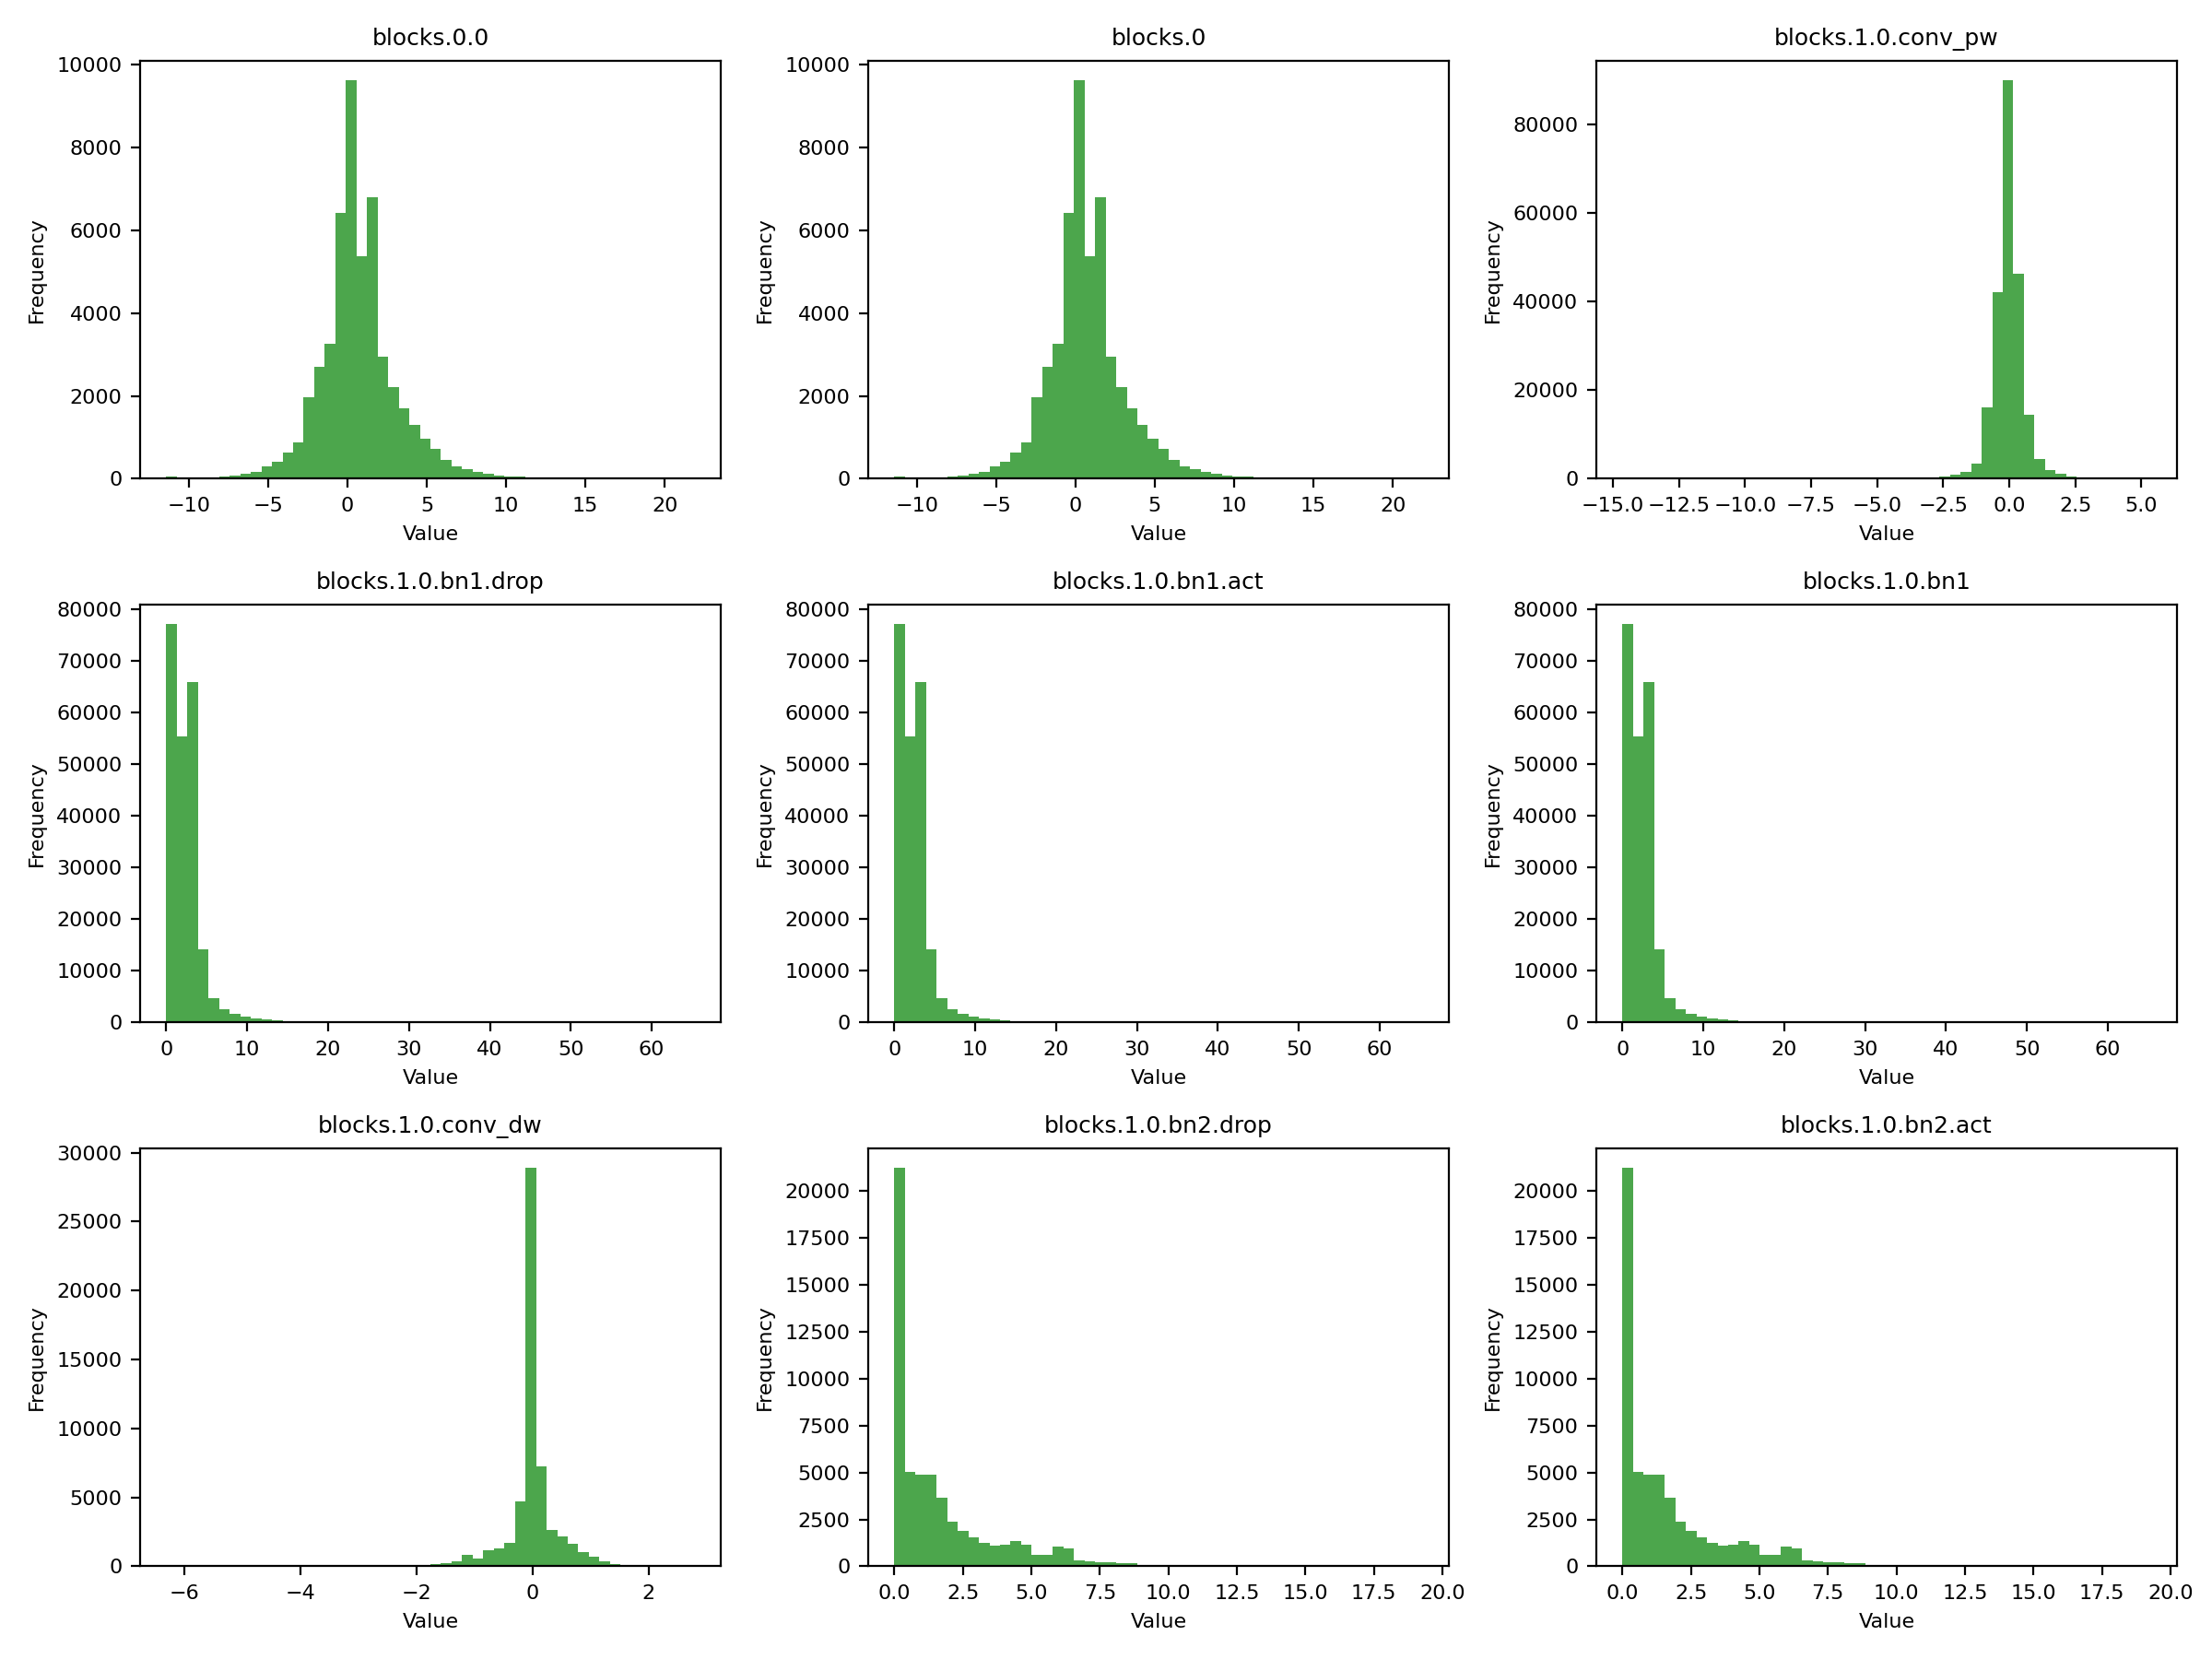 blocks.0.0
Frequency
10000
8000
6000
4000
2000
0
−10 −5 0 5 10 15 20
Value
blocks.0
Frequency
10000
8000
6000
4000
2000
0
−10 −5 0 5 10 15 20
Value
blocks.1.0.conv_pw
Frequency
80000
60000
40000
20000
0
−15.0 −12.5 −10.0 −7.5 −5.0 −2.5 0.0 2.5 5.0
Value
blocks.1.0.bn1.drop
Frequency
80000
70000
60000
50000
40000
30000
20000
10000
0
0 10 20 30 40 50 60
Value
blocks.1.0.bn1.act
Frequency
80000
70000
60000
50000
40000
30000
20000
10000
0
0 10 20 30 40 50 60
Value
blocks.1.0.bn1
Frequency
80000
70000
60000
50000
40000
30000
20000
10000
0
0 10 20 30 40 50 60
Value
blocks.1.0.conv_dw
Frequency
30000
25000
20000
15000
10000
5000
0
−6 −4 −2 0 2
Value
blocks.1.0.bn2.drop
Frequency
20000
17500
15000
12500
10000
7500
5000
2500
0
0.0 2.5 5.0 7.5 10.0 12.5 15.0 17.5 20.0
Value
blocks.1.0.bn2.act
Frequency
20000
17500
15000
12500
10000
7500
5000
2500
0
0.0 2.5 5.0 7.5 10.0 12.5 15.0 17.5 20.0
Value